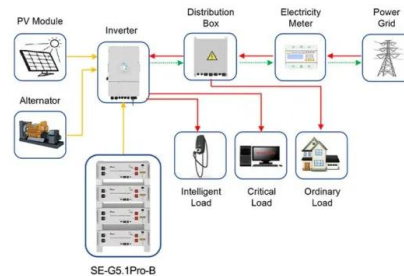 PV Module
Inverter
Distribution
Box
Electricity
Meter
Power
Grid
Alternator
Intelligent
Load
Critical
Load
Ordinary
Load
SE-G5.1Pro-B